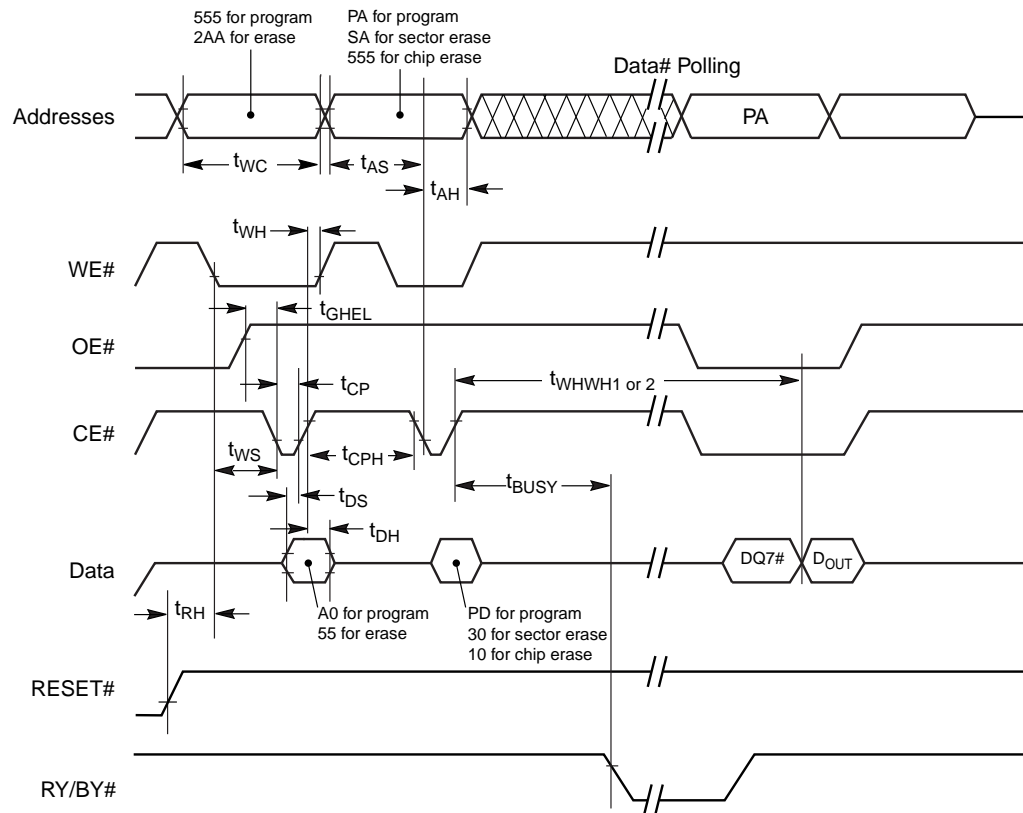 555 for program
2AA for erase
PA for program
SA for sector erase
555 for chip erase
Data# Polling
Addresses
PA
tWC
tAS
tAH
tWH
WE#
tGHEL
OE#
tWHWH1 or 2
tCP
CE#
tWS
tCPH
tBUSY
tDS
tDH
Data
DQ7#
DOUT
tRH
A0 for program
55 for erase
PD for program
30 for sector erase
10 for chip erase
RESET#
RY/BY#